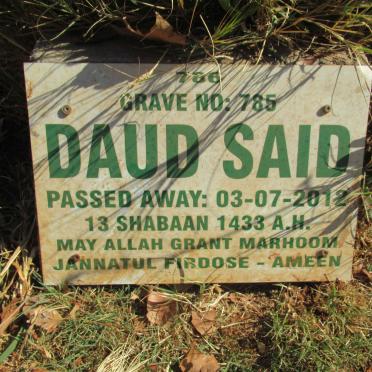 786
GRAVE NO: 785
DAUD SAID
PASSED AWAY: 03-07-2012
13 SHABAAN 1433 A.H.
MAY ALLAH GRANT MARHOOM
JANNATUL FIRDOSE - AMEEN